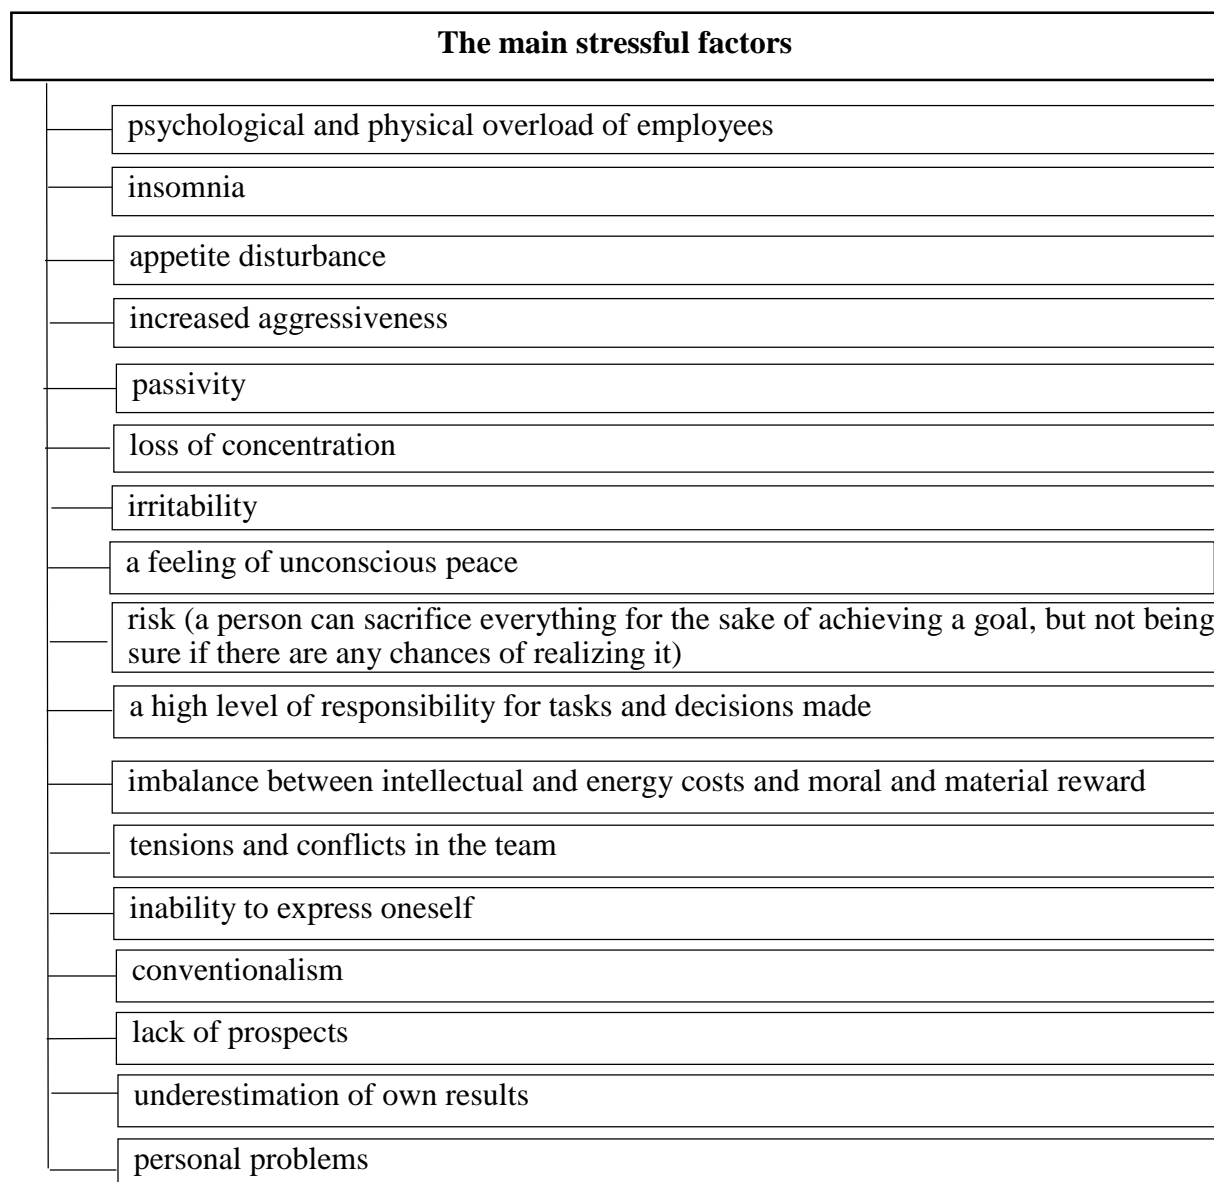 The main stressful factors
psychological and physical overload of employees
insomnia
appetite disturbance
increased aggressiveness
passivity
loss of concentration
irritability
a feeling of unconscious peace
risk (a person can sacrifice everything for the sake of achieving a goal, but not being
sure if there are any chances of realizing it)
a high level of responsibility for tasks and decisions made
imbalance between intellectual and energy costs and moral and material reward
tensions and conflicts in the team
inability to express oneself
conventionalism
lack of prospects
underestimation of own results
personal problems